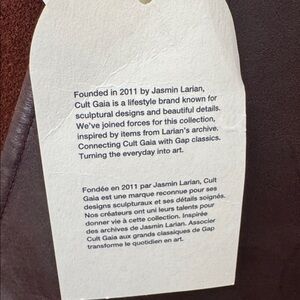 Founded in 2011 by Jasmin Larian,
Cult Gaia is a lifestyle brand known for
sculptural designs and beautiful details.
We've joined forces for this collection,
inspired by items from Larian's archive.
Connecting Cult Gaia with Gap classics.
Turning the everyday into art.
Fondée en 2011 par Jasmin Larian, Cult
Gaia est une marque reconnue pour ses
designs sculpturaux et ses détails soignés.
Nos créateurs ont uni leurs talents pour
donner vie à cette collection. Inspirée
des archives de Jasmin Larian. Associer
Cult Gaia aux grands classiques de Gap
transforme le quotidien en art.